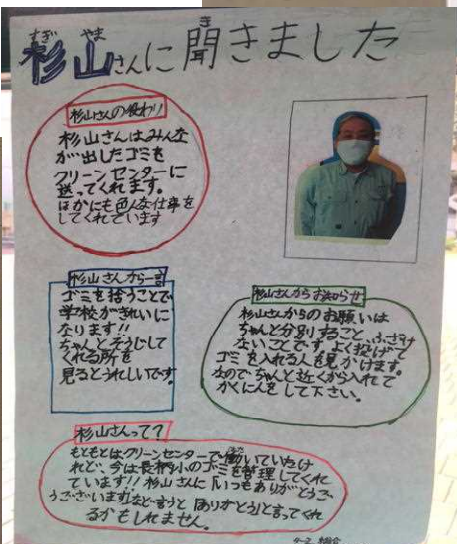 杉山さんに聞きました
すぎ やま き
杉山さんの役わり
杉山さんはみんな
が出したゴミを
クリーンセンターに
送ってくれます。
ほかにも色んな仕事を
してくれています
杉山さんから一言
ゴミを拾うことで
学校がきれいに
なります!!
ちゃんとそうじして
くれる所を
見るとうれしいです。
杉山さんからお知らせ
杉山さんからのお願いは
ちゃんと分別すること、ふざけ
ないことです。よく投げて
ゴミを入れる人を見かけます。
なのでちゃんと近くから入れて
かくにんをして下さい。
杉山さんって?
もともとはクリーンセンターで働いていたけ
れど、今は長柄小のゴミを管理してくれ
ています!!杉山さんに「いつもありがとうご
うございます」などと言うと「ありがとう」と言ってくれ
るかもしれません。